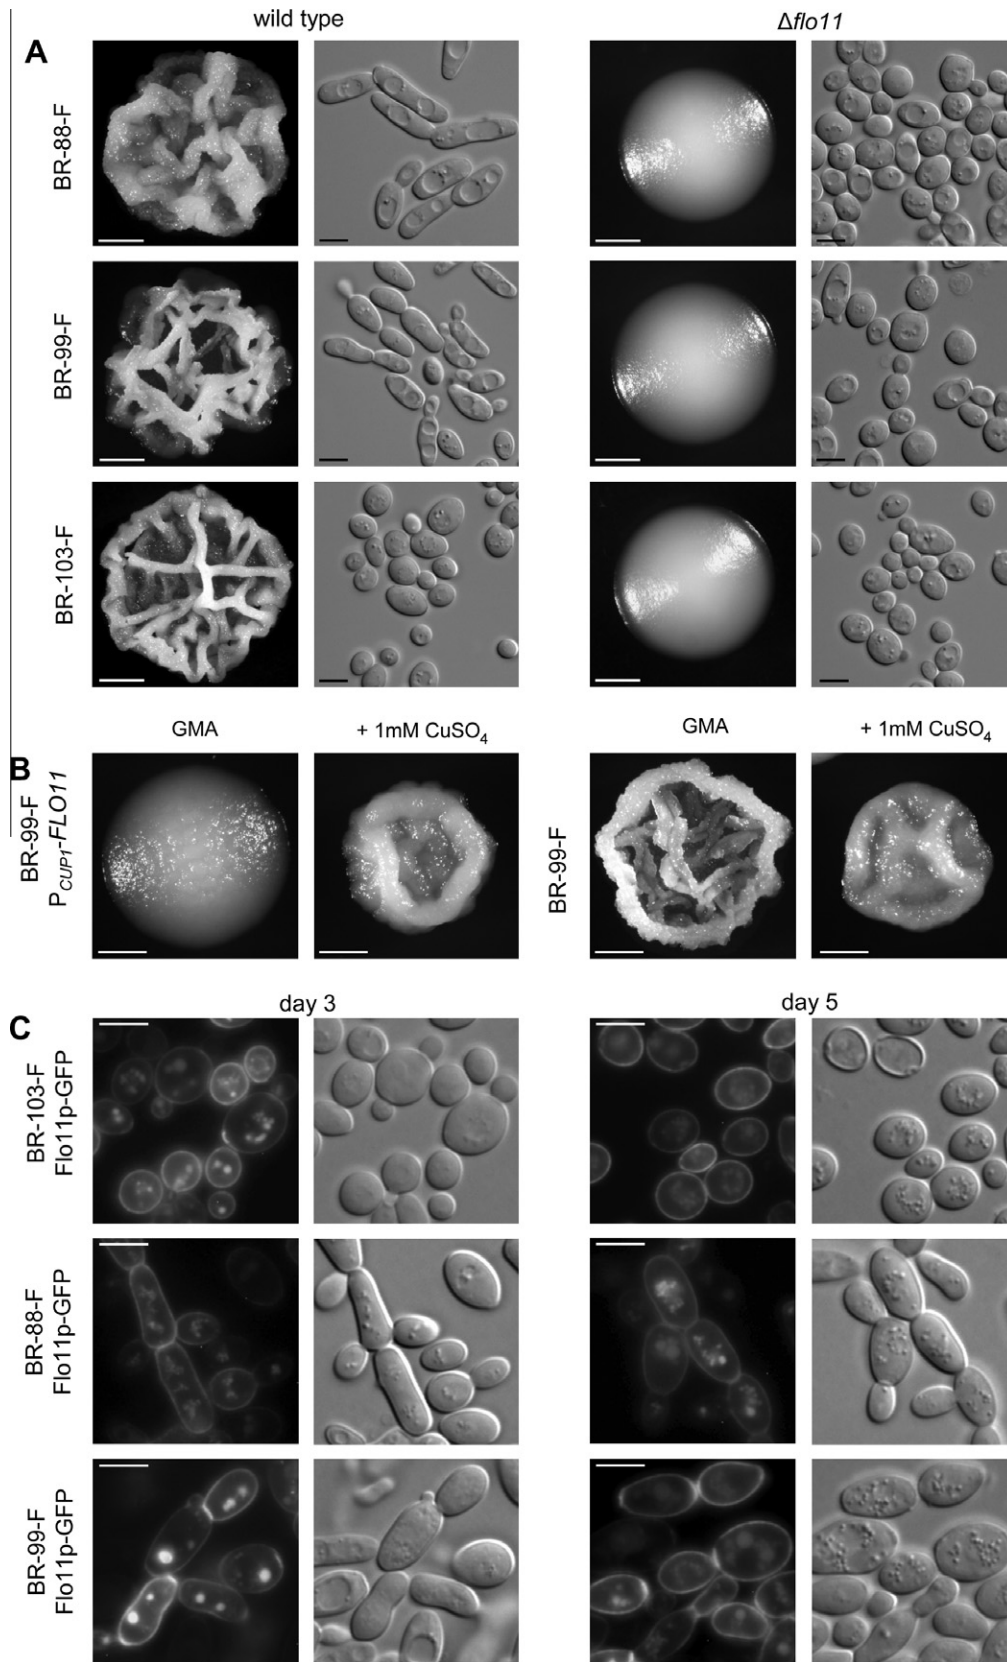 wild type Δflo11
A
BR-88-F
BR-99-F
BR-103-F
GMA + 1mM CuSO4 GMA + 1mM CuSO4
B
BR-99-F
PCUP1-FLO11
BR-99-F
day 3 day 5
C
BR-103-F
Flo11p-GFP
BR-88-F
Flo11p-GFP
BR-99-F
Flo11p-GFP